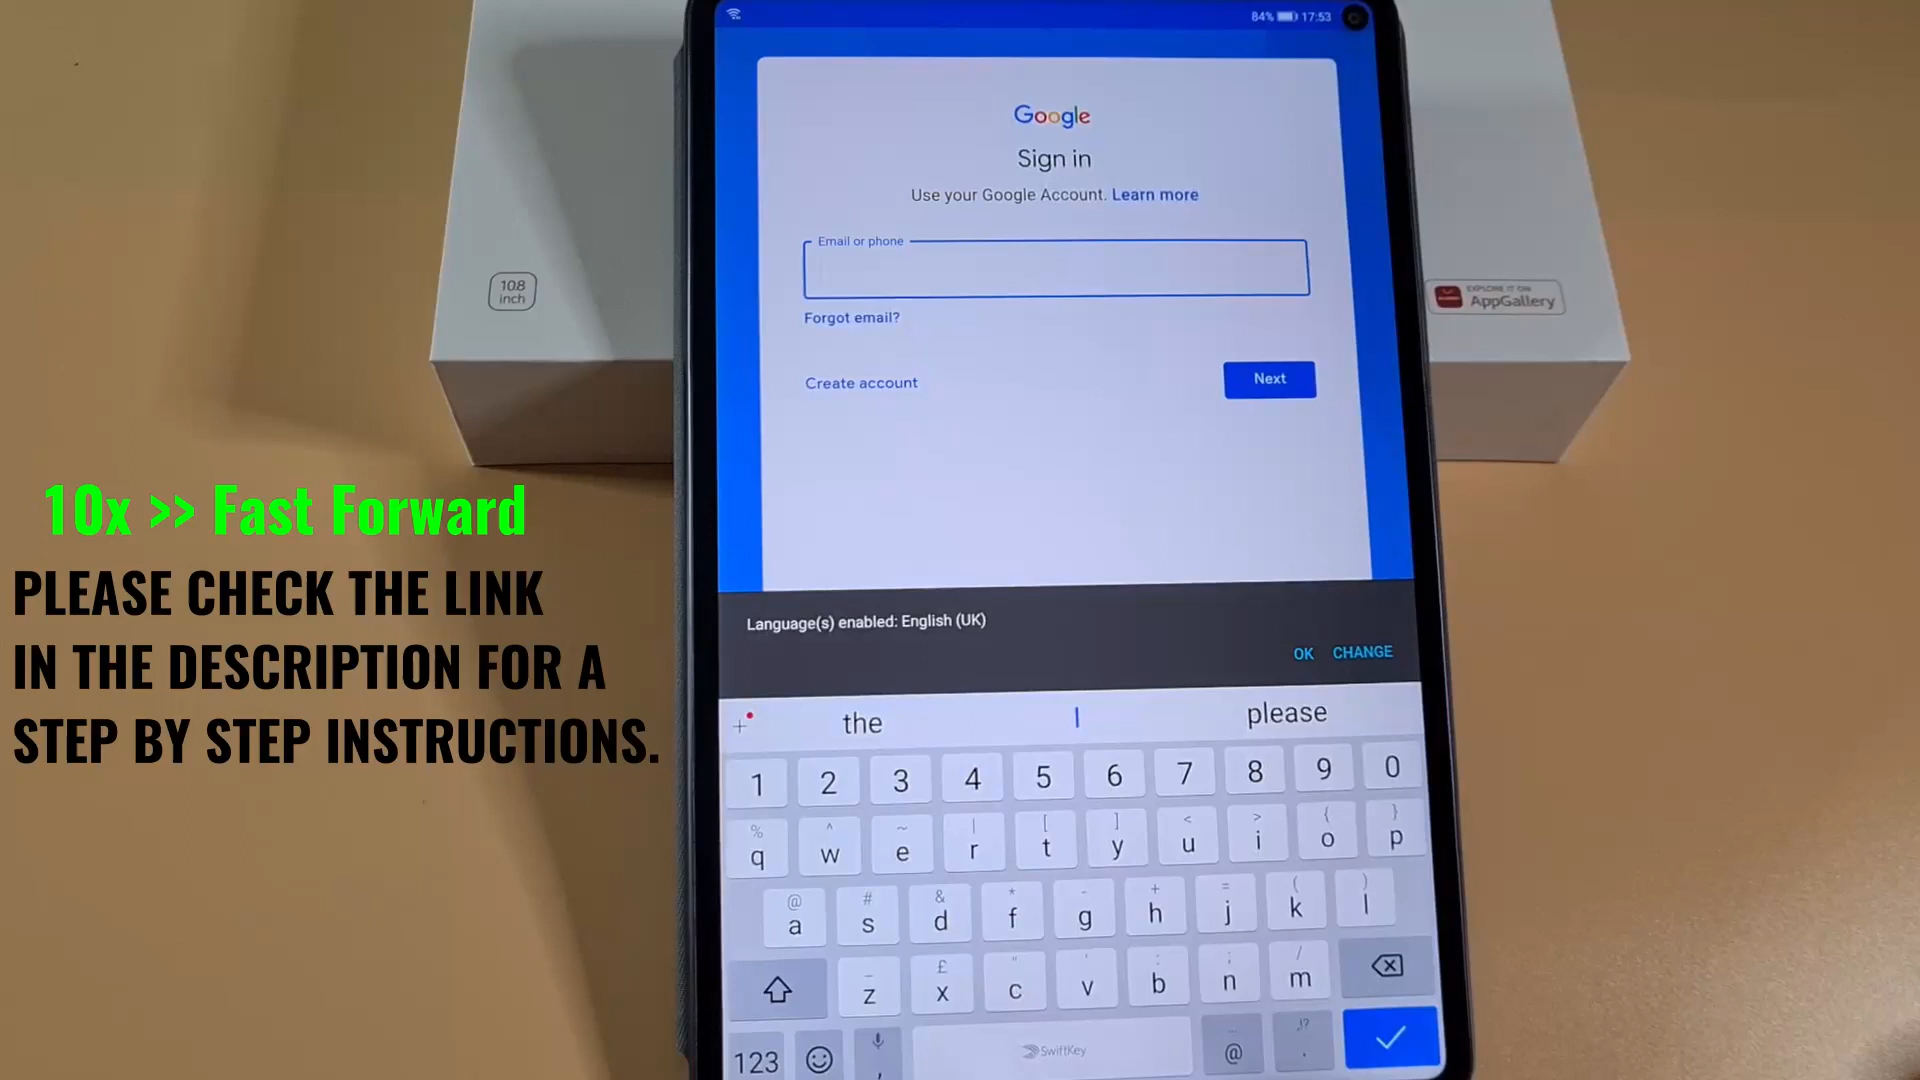 84% 17:53
Google
Sign in
Use your Google Account. Learn more
Email or phone
10.8
inch
EXPLORE IT ON
AppGallery
Forgot email?
Create account
Next
10x >> Fast Forward
PLEASE CHECK THE LINK
IN THE DESCRIPTION FOR A
STEP BY STEP INSTRUCTIONS.
Language(s) enabled: English (UK)
OK CHANGE
the I please
1 2 3 4 5 6 7 8 9 0
% ^ ~ | [ ] < > { }
q w e r t y u i o p
@ # & * - + = ( )
a s d f g h j k l
_ £ " ' : ; /
z x c v b n m
!?
123 , SwiftKey @ .